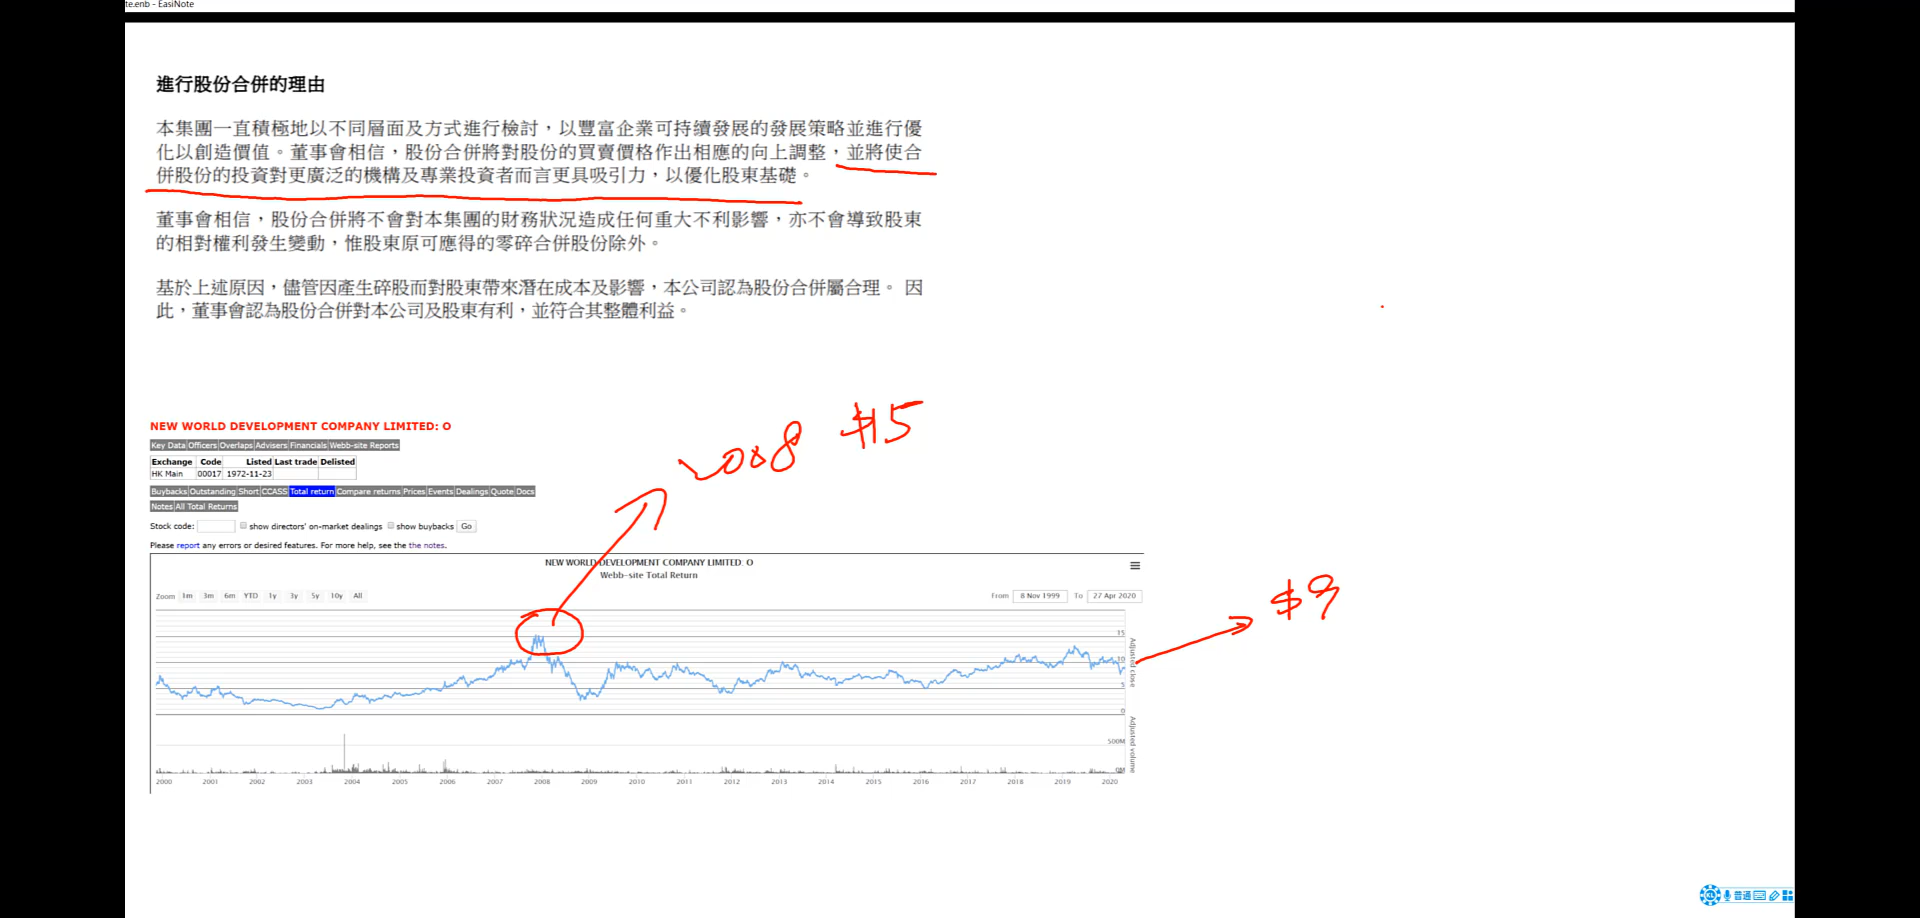 te.enb - EasiNote
進行股份合併的理由
本集團一直積極地以不同層面及方式進行檢討，以豐富企業可持續發展的發展策略並進行優
化以創造價值。董事會相信，股份合併將對股份的買賣價格作出相應的向上調整，並將使合
併股份的投資對更廣泛的機構及專業投資者而言更具吸引力，以優化股東基礎。
董事會相信，股份合併將不會對本集團的財務狀況造成任何重大不利影響，亦不會導致股東
的相對權利發生變動，惟股東原可應得的零碎合併股份除外。
基於上述原因，儘管因產生碎股而對股東帶來潛在成本及影響，本公司認為股份合併屬合理。 因
此，董事會認為股份合併對本公司及股東有利，並符合其整體利益。
2008 $15
NEW WORLD DEVELOPMENT COMPANY LIMITED: O
Key Data Officers Overlaps Advisers Financials Webb-site Reports
Exchange Code Listed Last trade Delisted
HK Main 00017 1972-11-23
Buybacks Outstanding Short CCASS Total return Compare returns Prices Events Dealings Quote Docs
Notes All Total Returns
Stock code: show directors' on-market dealings show buybacks Go
Please report any errors or desired features. For more help, see the the notes.
NEW WORLD DEVELOPMENT COMPANY LIMITED: O
Webb-site Total Return
Zoom 1m 3m 6m YTD 1y 3y 5y 10y All
From 8 Nov 1999 To 27 Apr 2020
$9
15
10
5
0
Adjusted close
500M
0M
Adjusted volume
2000 2001 2002 2003 2004 2005 2006 2007 2008 2009 2010 2011 2012 2013 2014 2015 2016 2017 2018 2019 2020
普通